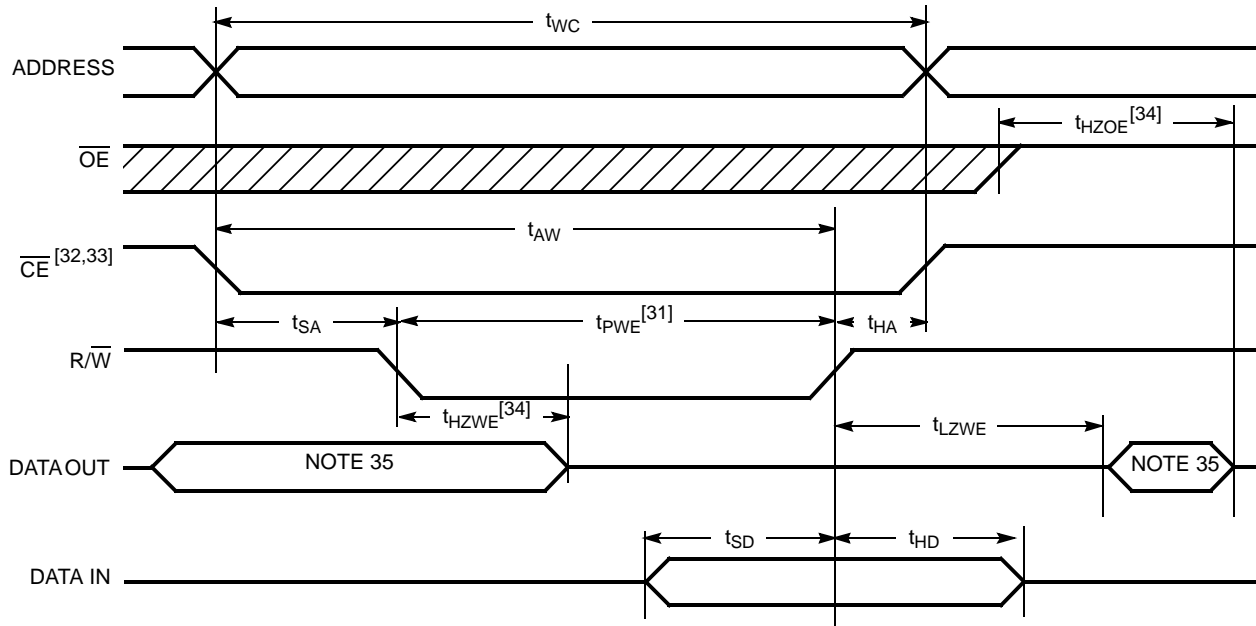 tWC
ADDRESS
tHZOE[34]
OE
tAW
CE [32,33]
tSA
tPWE[31]
tHA
R/W
tHZWE[34]
tLZWE
DATA OUT
NOTE 35
NOTE 35
tSD
tHD
DATA IN